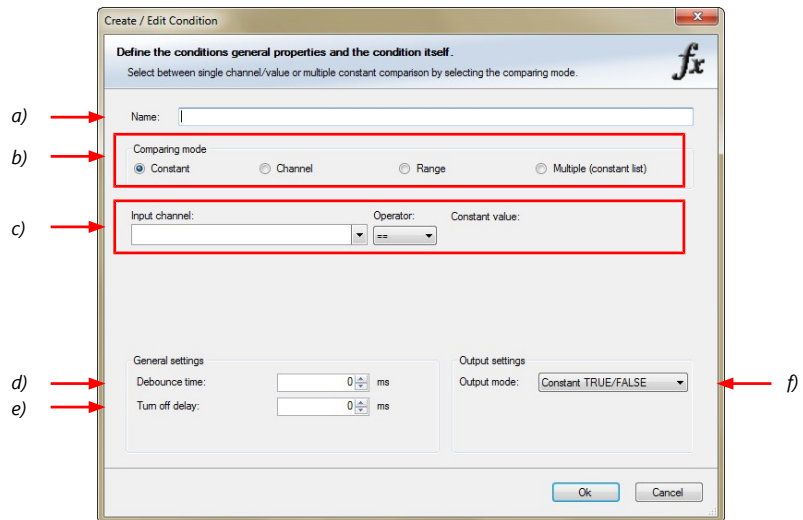 Create / Edit Condition
Define the conditions general properties and the condition itself.
Select between single channel/value or multiple constant comparison by selecting the comparing mode.
fx
a)
Name:
b)
Comparing mode
Constant Channel Range Multiple (constant list)
c)
Input channel: Operator: Constant value:
==
General settings Output settings
d) Debounce time: 0 ms Output mode: Constant TRUE/FALSE f)
e) Turn off delay: 0 ms
Ok Cancel